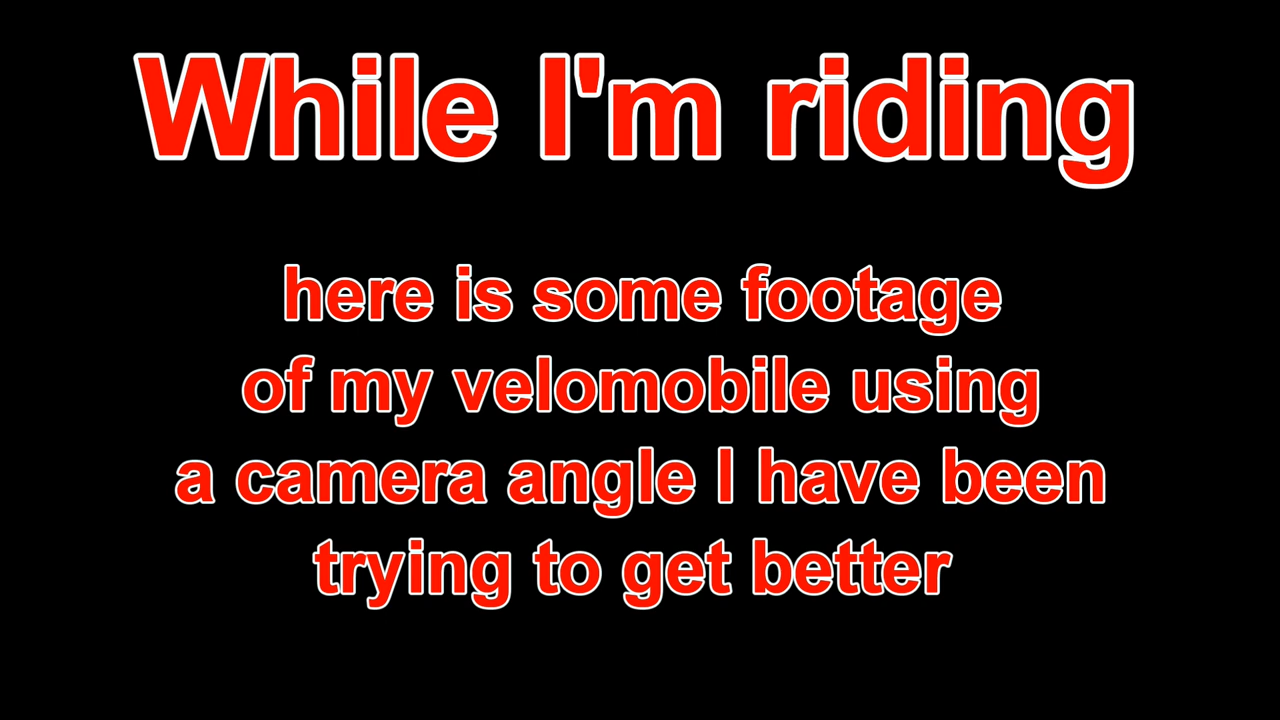 While I'm riding
here is some footage
of my velomobile using
a camera angle I have been
trying to get better